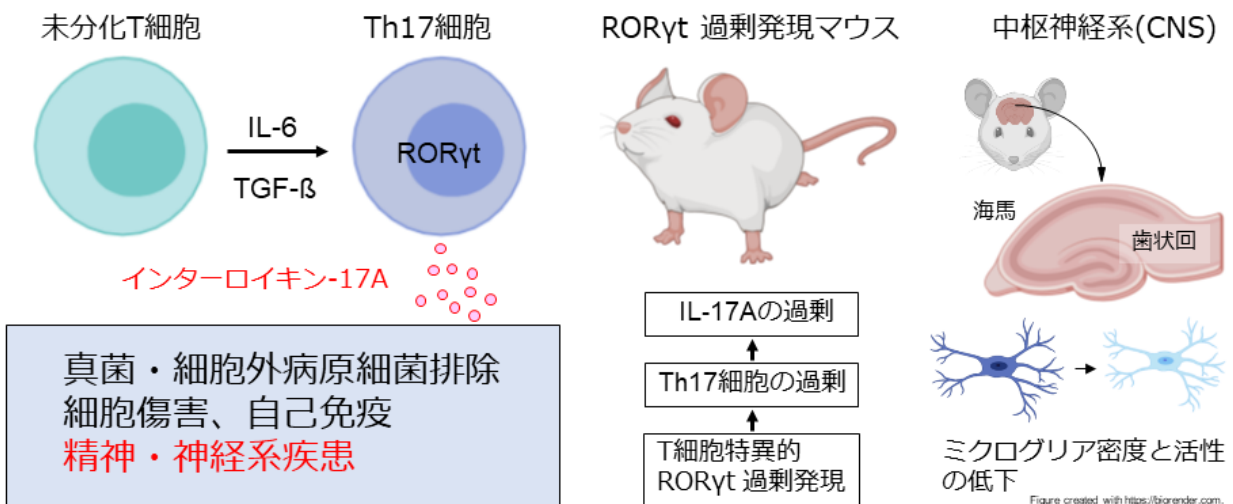 未分化T細胞
Th17細胞
IL-6
TGF-ß
RORγt
インターロイキン-17A
真菌・細胞外病原細菌排除
細胞傷害、自己免疫
精神・神経系疾患
RORγt 過剰発現マウス
IL-17Aの過剰
Th17細胞の過剰
T細胞特異的
RORγt 過剰発現
中枢神経系(CNS)
海馬
歯状回
ミクログリア密度と活性
の低下
Figure created with https://biorender.com.